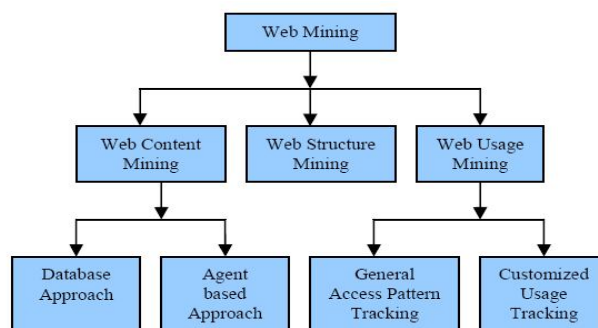 Web Mining
Web Content
Mining
Web Structure
Mining
Web Usage
Mining
Database
Approach
Agent
based
Approach
General
Access Pattern
Tracking
Customized
Usage
Tracking